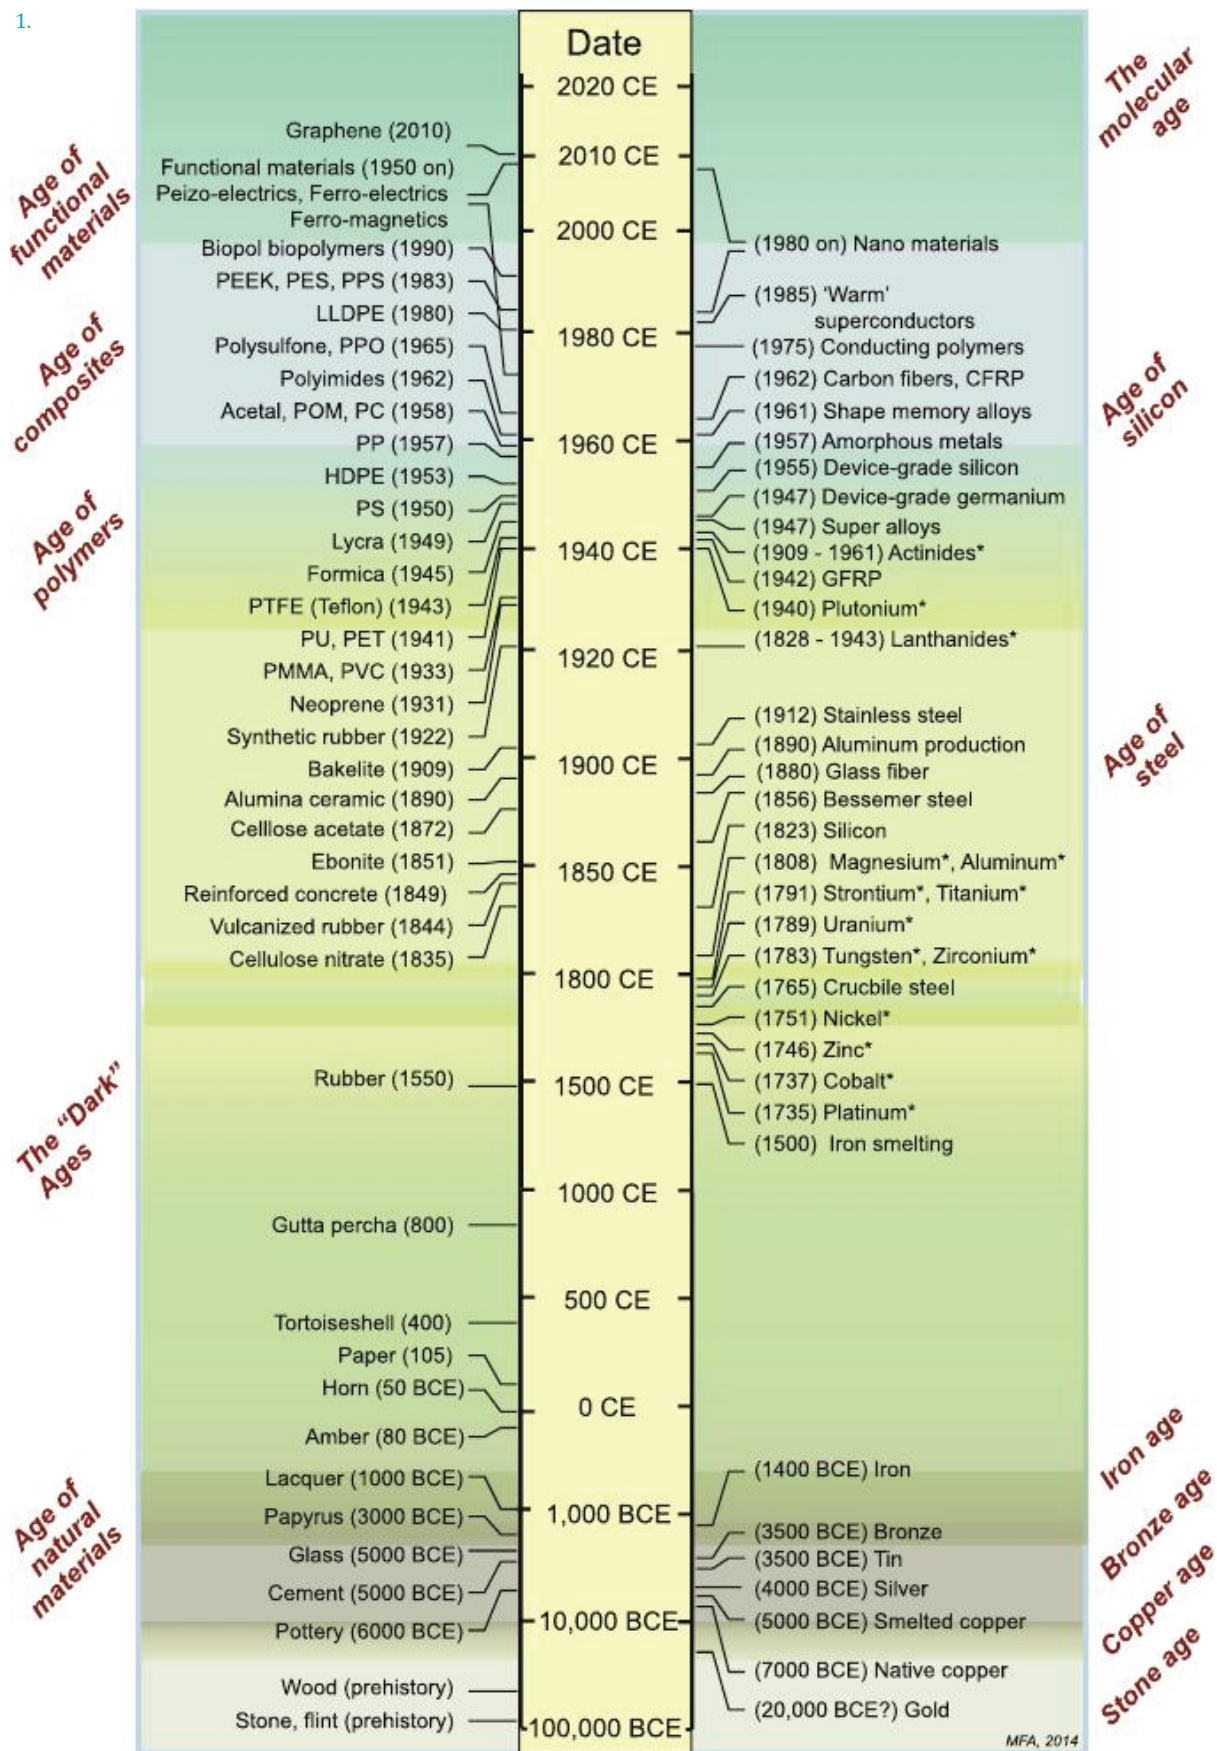 1.
Date
2020 CE
2010 CE
2000 CE
1980 CE
1960 CE
1940 CE
1920 CE
1900 CE
1850 CE
1800 CE
1500 CE
1000 CE
500 CE
0 CE
1,000 BCE
10,000 BCE
100,000 BCE
Age of
functional
materials
Age of
composites
Age of
polymers
The "Dark"
Ages
Age of
natural
materials
Graphene (2010)
Functional materials (1950 on)
Peizo-electrics, Ferro-electrics
Ferro-magnetics
Biopol biopolymers (1990)
PEEK, PES, PPS (1983)
LLDPE (1980)
Polysulfone, PPO (1965)
Polyimides (1962)
Acetal, POM, PC (1958)
PP (1957)
HDPE (1953)
PS (1950)
Lycra (1949)
Formica (1945)
PTFE (Teflon) (1943)
PU, PET (1941)
PMMA, PVC (1933)
Neoprene (1931)
Synthetic rubber (1922)
Bakelite (1909)
Alumina ceramic (1890)
Celllose acetate (1872)
Ebonite (1851)
Reinforced concrete (1849)
Vulcanized rubber (1844)
Cellulose nitrate (1835)
Rubber (1550)
Gutta percha (800)
Tortoiseshell (400)
Paper (105)
Horn (50 BCE)
Amber (80 BCE)
Lacquer (1000 BCE)
Papyrus (3000 BCE)
Glass (5000 BCE)
Cement (5000 BCE)
Pottery (6000 BCE)
Wood (prehistory)
Stone, flint (prehistory)
(1980 on) Nano materials
(1985) 'Warm'
superconductors
(1975) Conducting polymers
(1962) Carbon fibers, CFRP
(1961) Shape memory alloys
(1957) Amorphous metals
(1955) Device-grade silicon
(1947) Device-grade germanium
(1947) Super alloys
(1909 - 1961) Actinides*
(1942) GFRP
(1940) Plutonium*
(1828 - 1943) Lanthanides*
(1912) Stainless steel
(1890) Aluminum production
(1880) Glass fiber
(1856) Bessemer steel
(1823) Silicon
(1808) Magnesium*, Aluminum*
(1791) Strontium*, Titanium*
(1789) Uranium*
(1783) Tungsten*, Zirconium*
(1765) Crucbile steel
(1751) Nickel*
(1746) Zinc*
(1737) Cobalt*
(1735) Platinum*
(1500) Iron smelting
(1400 BCE) Iron
(3500 BCE) Bronze
(3500 BCE) Tin
(4000 BCE) Silver
(5000 BCE) Smelted copper
(7000 BCE) Native copper
(20,000 BCE?) Gold
The
molecular
age
Age of
silicon
Age of
steel
Iron age
Bronze age
Copper age
Stone age
MFA, 2014